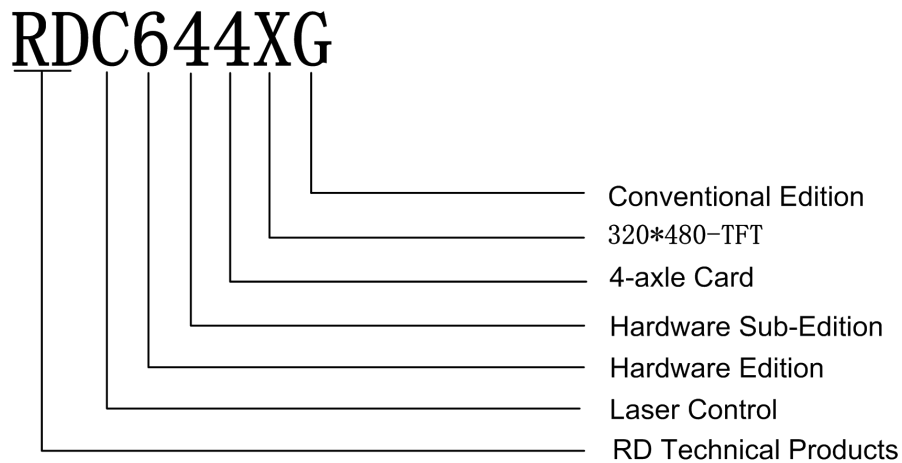 RDC644XG
Conventional Edition
320*480-TFT
4-axle Card
Hardware Sub-Edition
Hardware Edition
Laser Control
RD Technical Products